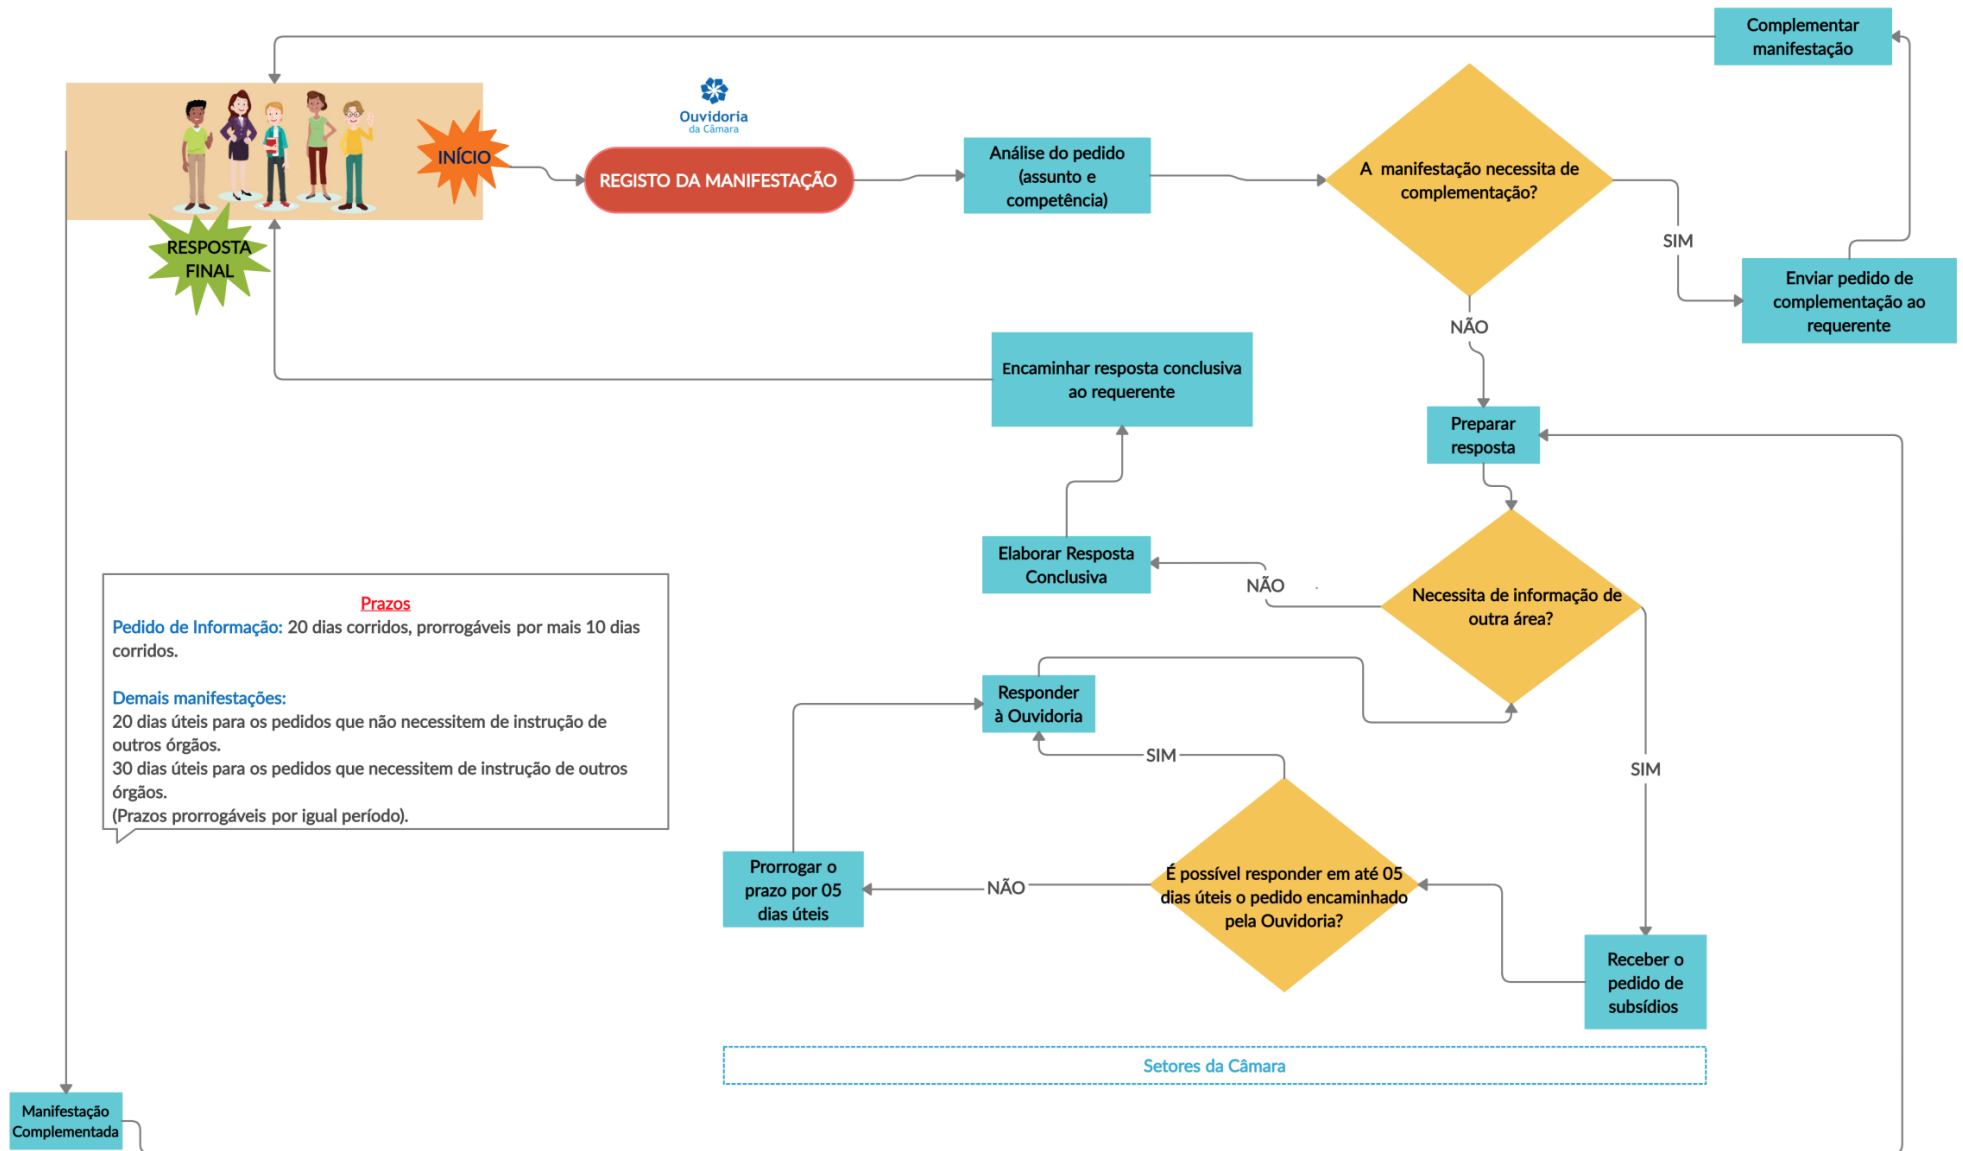 Complementar
manifestação
Ouvidoria
da Câmara
INÍCIO
REGISTO DA MANIFESTAÇÃO
Análise do pedido
(assunto e
competência)
A manifestação necessita de
complementação?
SIM
RESPOSTA
FINAL
Enviar pedido de
complementação ao
requerente
NÃO
Encaminhar resposta conclusiva
ao requerente
Preparar
resposta
Elaborar Resposta
Conclusiva
NÃO
Necessita de informação de
outra área?
Prazos
Pedido de Informação: 20 dias corridos, prorrogáveis por mais 10 dias
corridos.
Demais manifestações:
20 dias úteis para os pedidos que não necessitem de instrução de
outros órgãos.
30 dias úteis para os pedidos que necessitem de instrução de outros
órgãos.
(Prazos prorrogáveis por igual período).
Responder
à Ouvidoria
SIM
SIM
Prorrogar o
prazo por 05
dias úteis
NÃO
É possível responder em até 05
dias úteis o pedido encaminhado
pela Ouvidoria?
Receber o
pedido de
subsídios
Setores da Câmara
Manifestação
Complementada